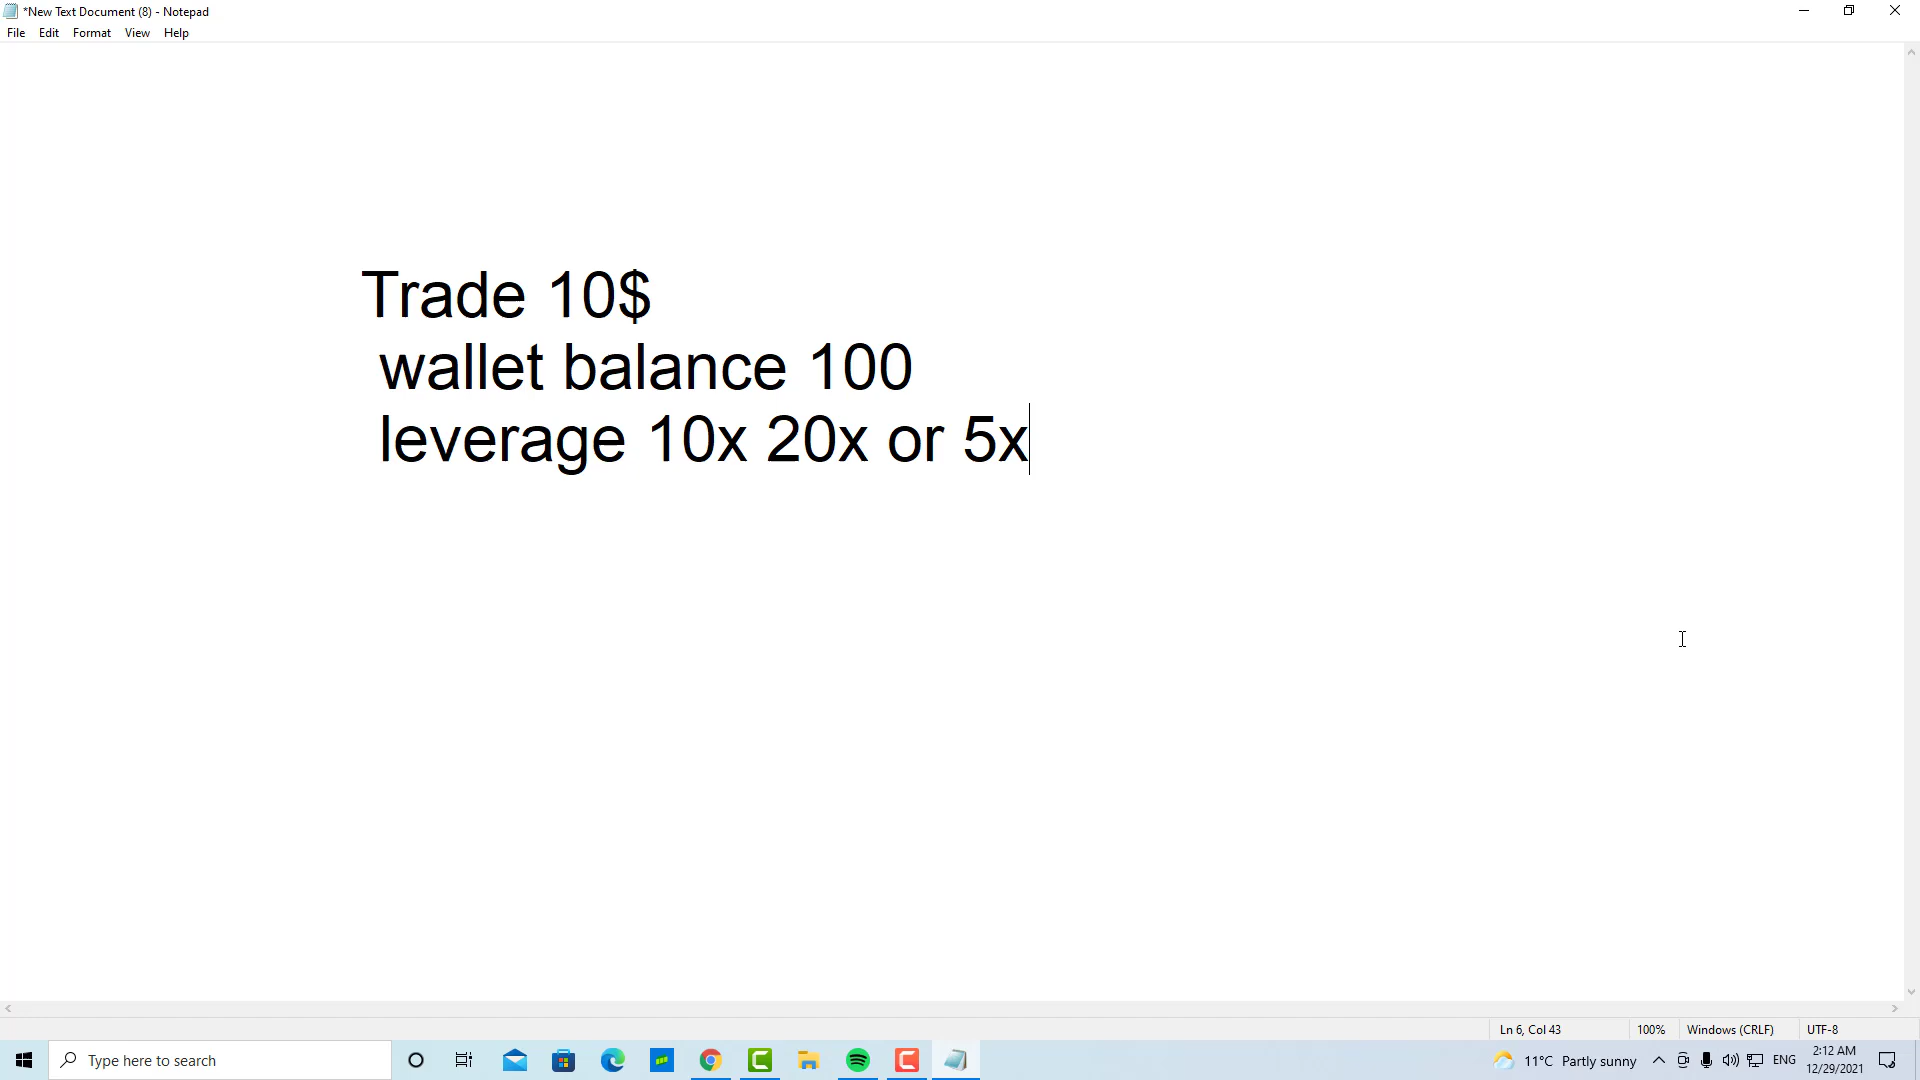 *New Text Document (8) - Notepad
File Edit Format View Help
Trade 10$
wallet balance 100
leverage 10x 20x or 5x
Ln 6, Col 43 100% Windows (CRLF) UTF-8
Type here to search 11°C Partly sunny ENG 2:12 AM
12/29/2021